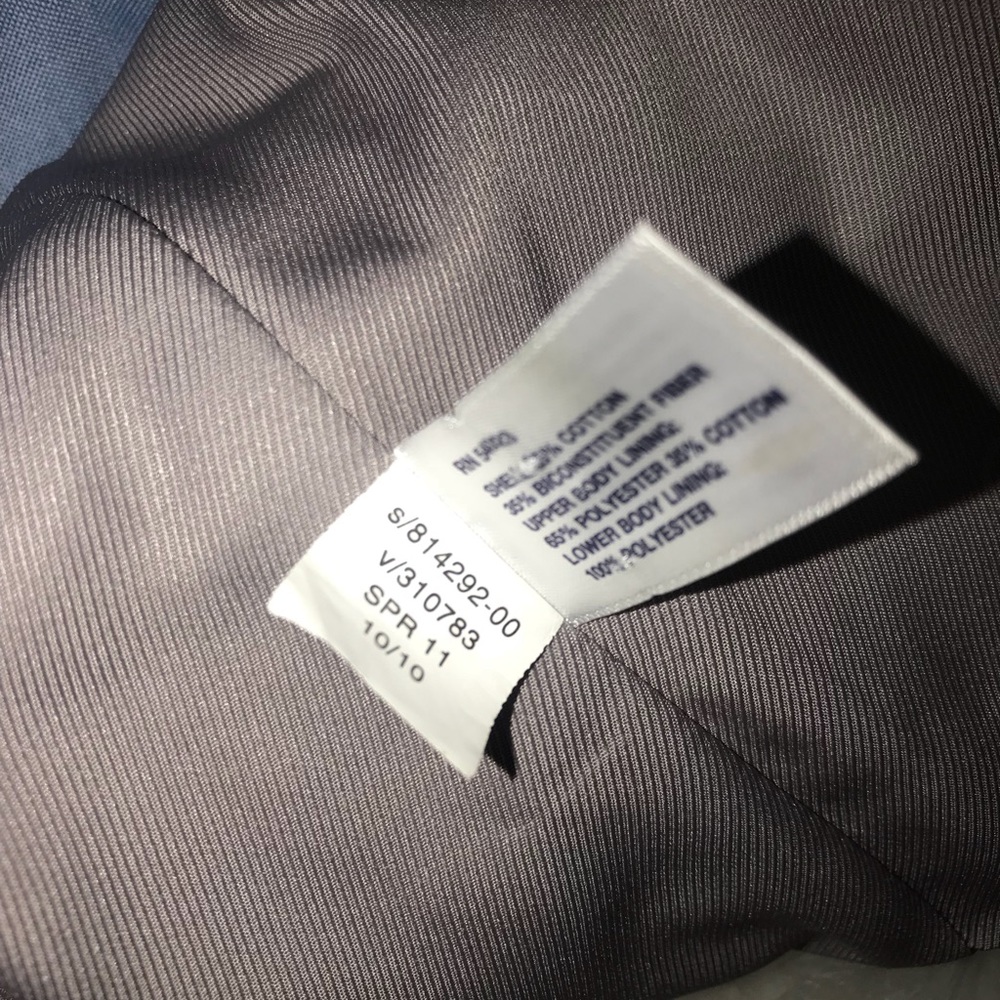 RN
COTTON
35% BICONSTITUENT FIBER
UPPER BODY LINING:
65% POLYESTER 35% COTTON
LOWER BODY LINING:
100% POLYESTER
s/814292-00
v/310783
SPR 11
10/10